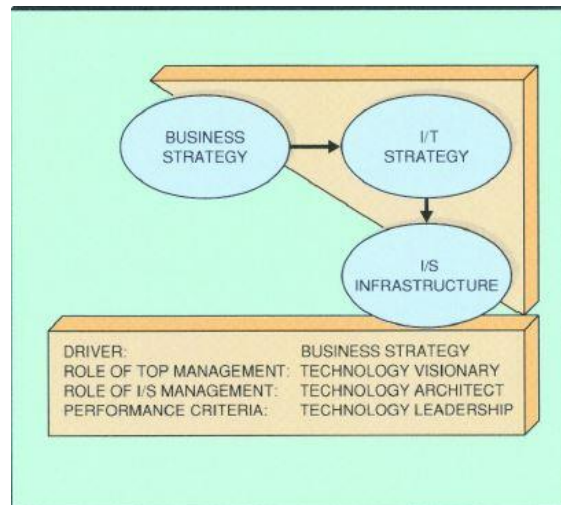 BUSINESS
STRATEGY
I/T
STRATEGY
I/S
INFRASTRUCTURE
DRIVER: BUSINESS STRATEGY
ROLE OF TOP MANAGEMENT: TECHNOLOGY VISIONARY
ROLE OF I/S MANAGEMENT: TECHNOLOGY ARCHITECT
PERFORMANCE CRITERIA: TECHNOLOGY LEADERSHIP